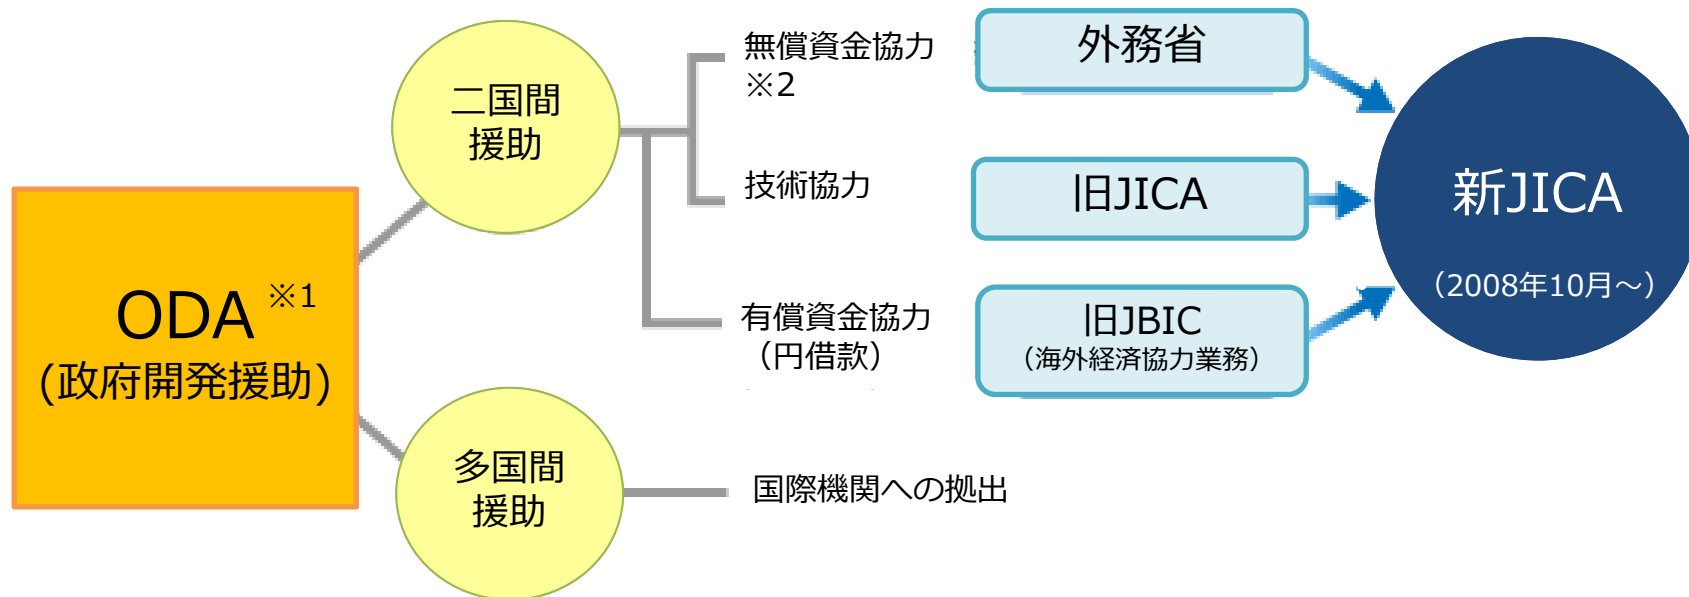 ODA ※1
(政府開発援助)
二国間
援助
無償資金協力
※2
技術協力
有償資金協力
（円借款）
外務省
旧JICA
旧JBIC
（海外経済協力業務）
新JICA
（2008年10月～）
多国間
援助
国際機関への拠出